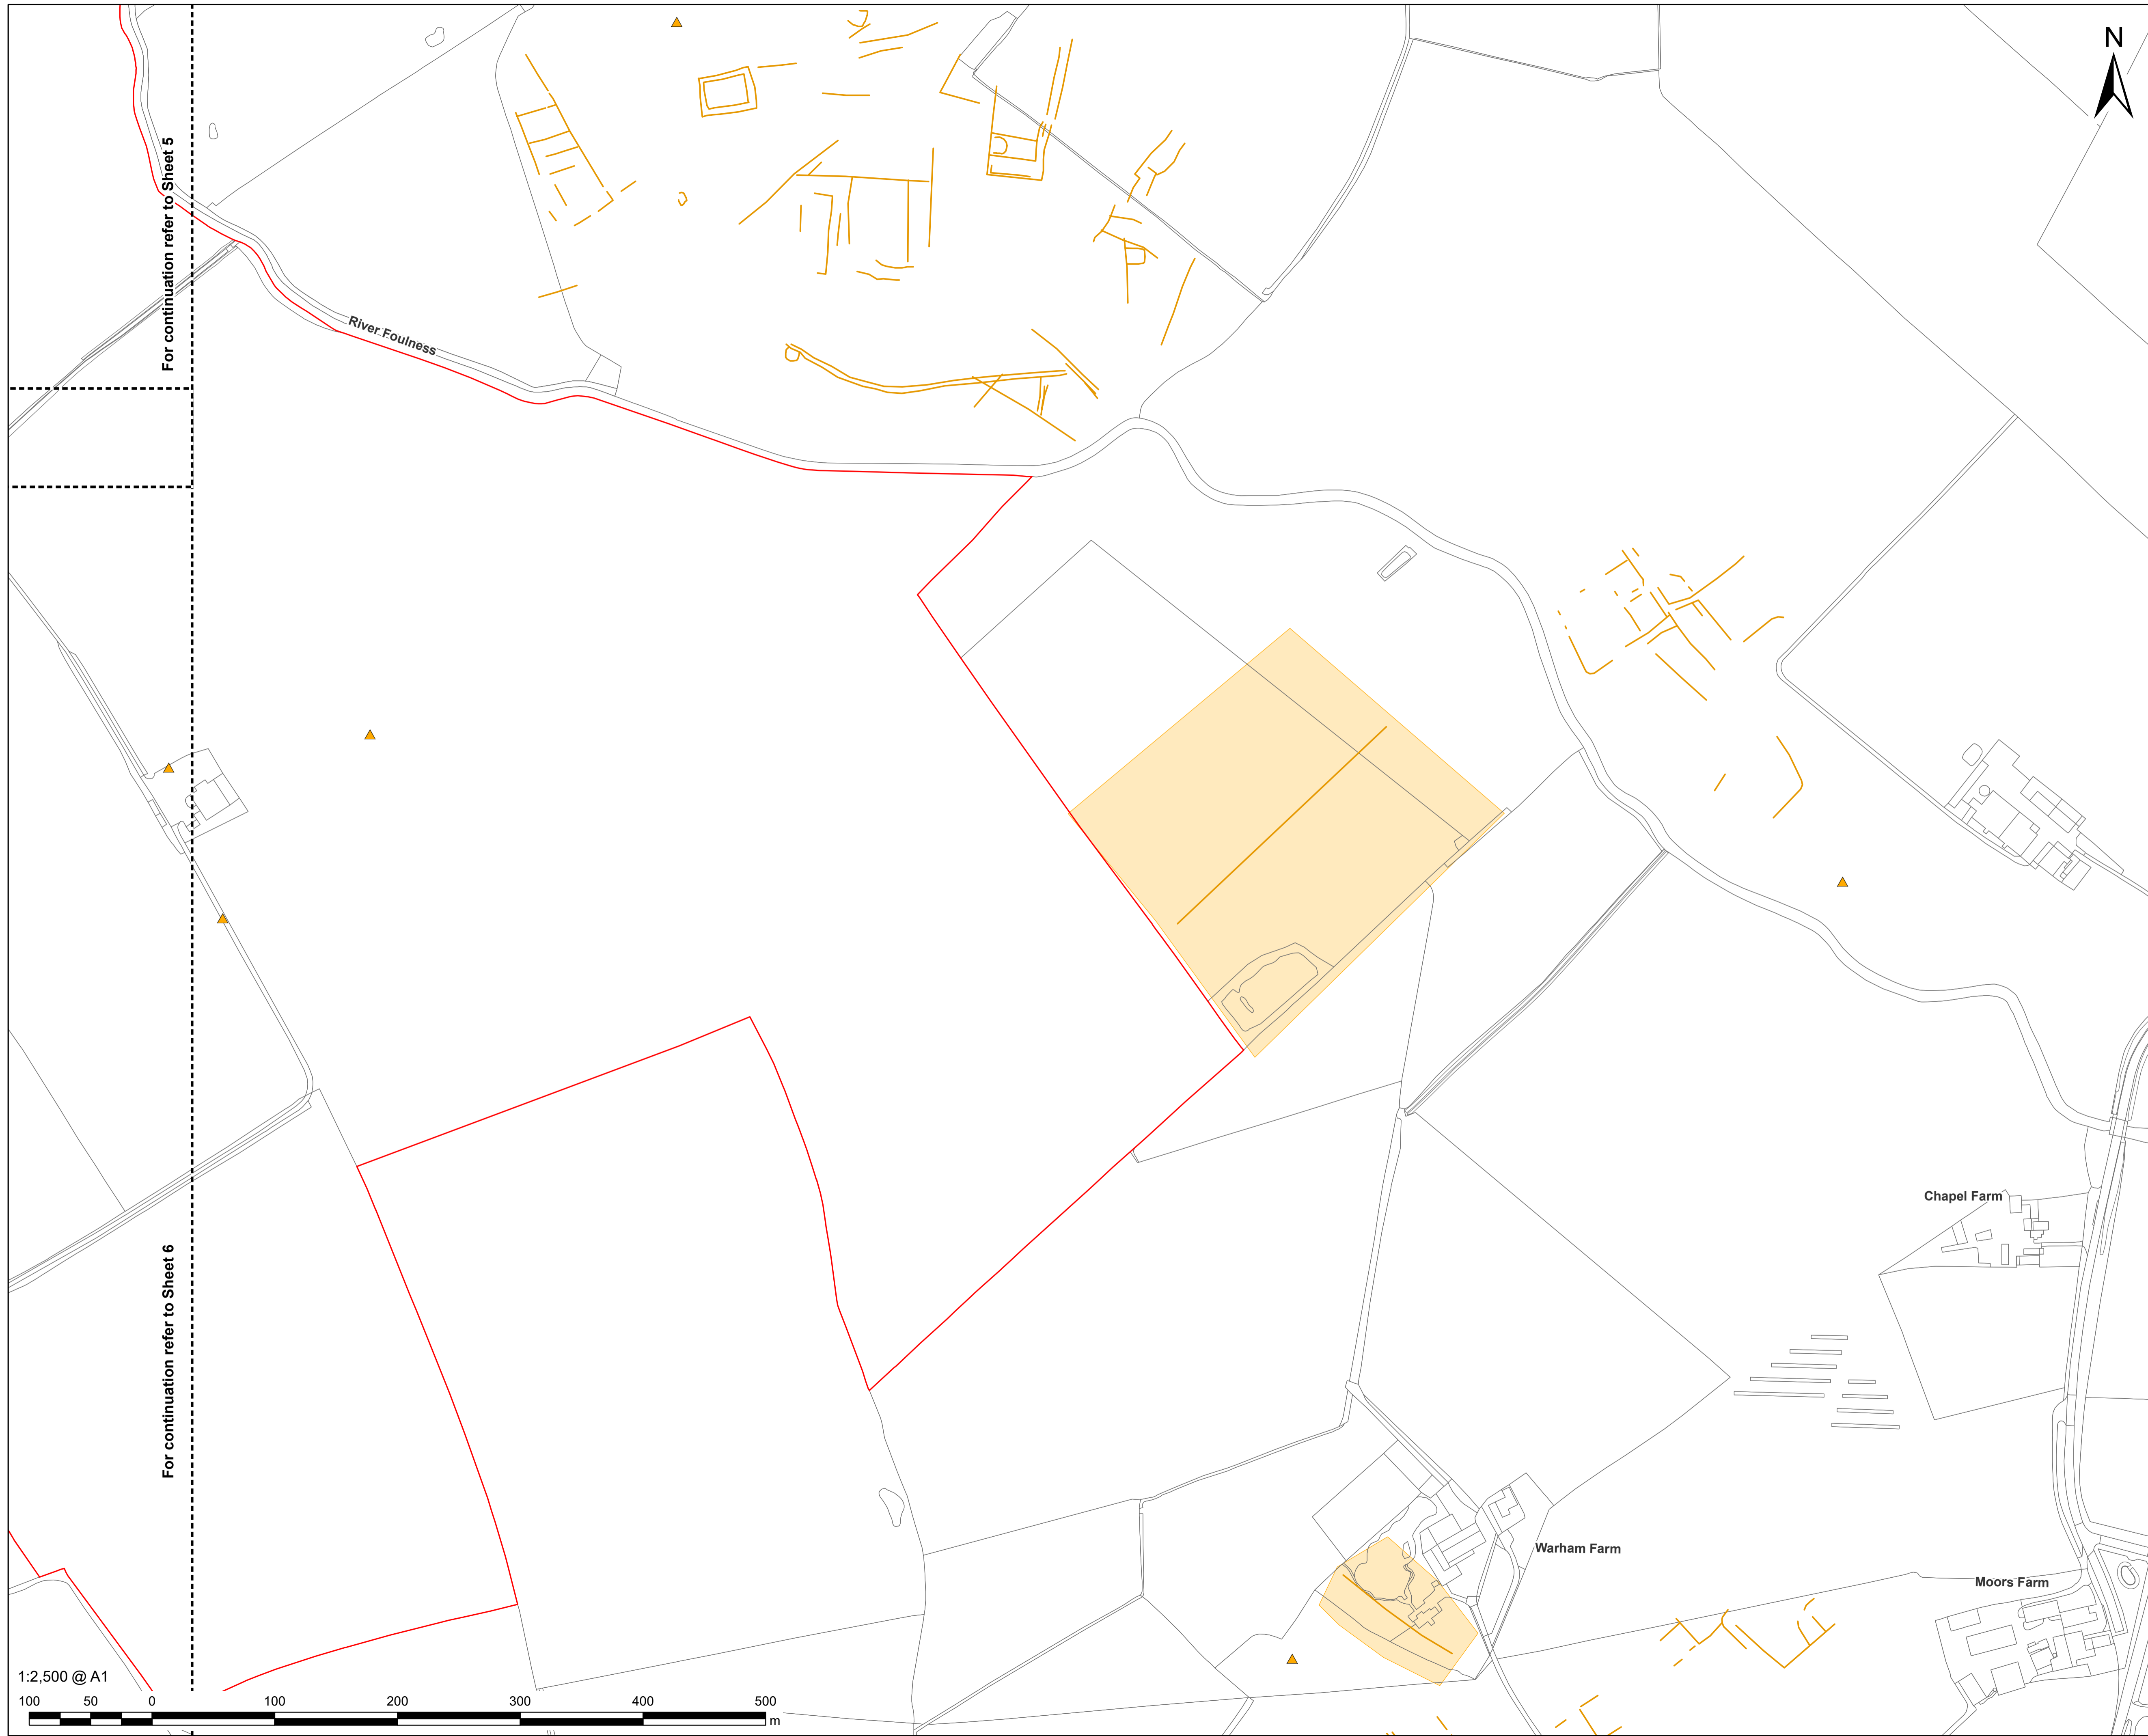 N
For continuation refer to Sheet 5
River Foulness
Chapel Farm
For continuation refer to Sheet 6
Warham Farm
Moors Farm
1:2,500 @ A1
100 50 0 100 200 300 400 500
m